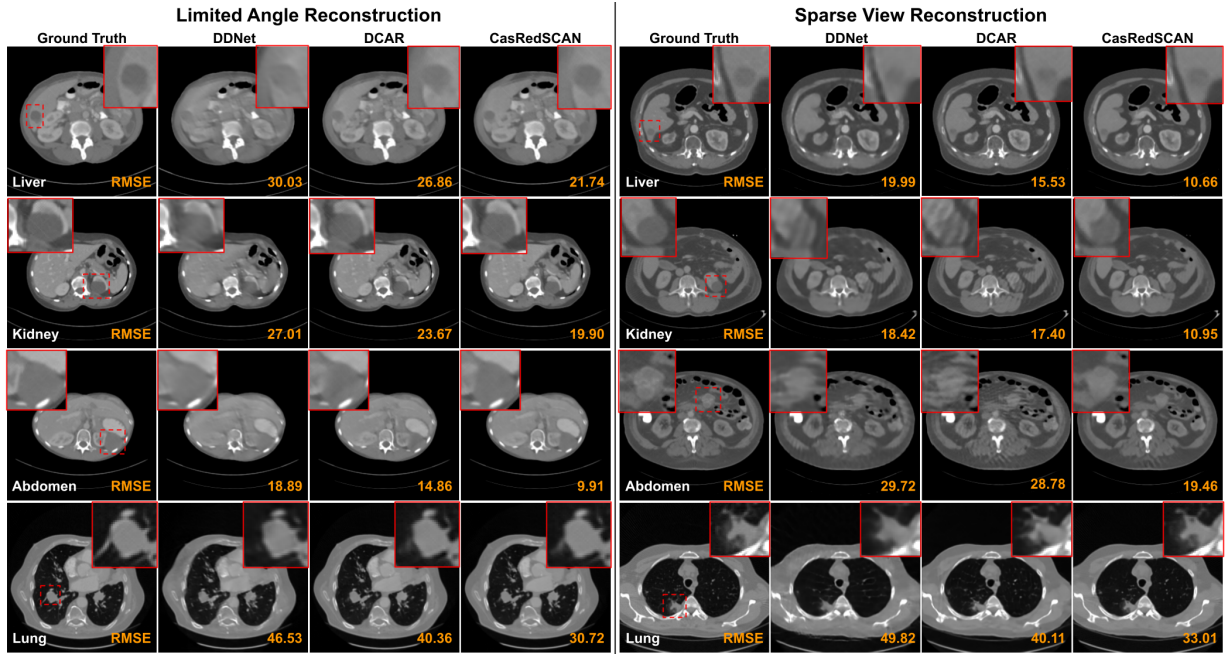 Limited Angle Reconstruction
Sparse View Reconstruction
Ground Truth DDNet DCAR CasRedSCAN
Ground Truth DDNet DCAR CasRedSCAN
Liver RMSE 30.03 26.86 21.74
Liver RMSE 19.99 15.53 10.66
Kidney RMSE 27.01 23.67 19.90
Kidney RMSE 18.42 17.40 10.95
Abdomen RMSE 18.89 14.86 9.91
Abdomen RMSE 29.72 28.78 19.46
Lung RMSE 46.53 40.36 30.72
Lung RMSE 49.82 40.11 33.01